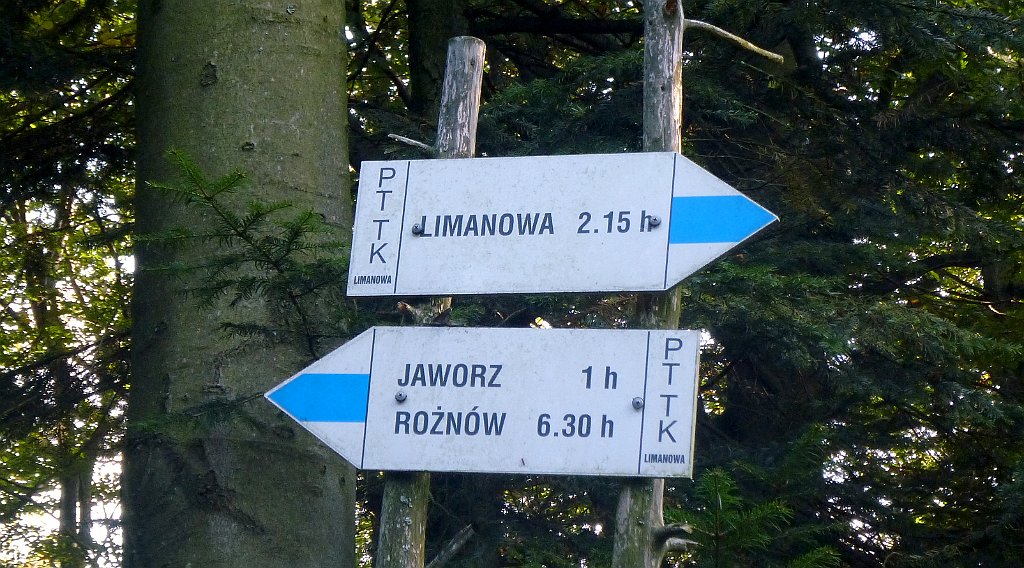 PTTK
LIMANOWA
LIMANOWA 2.15 h
JAWORZ 1 h
ROŻNÓW 6.30 h
PTTK
LIMANOWA